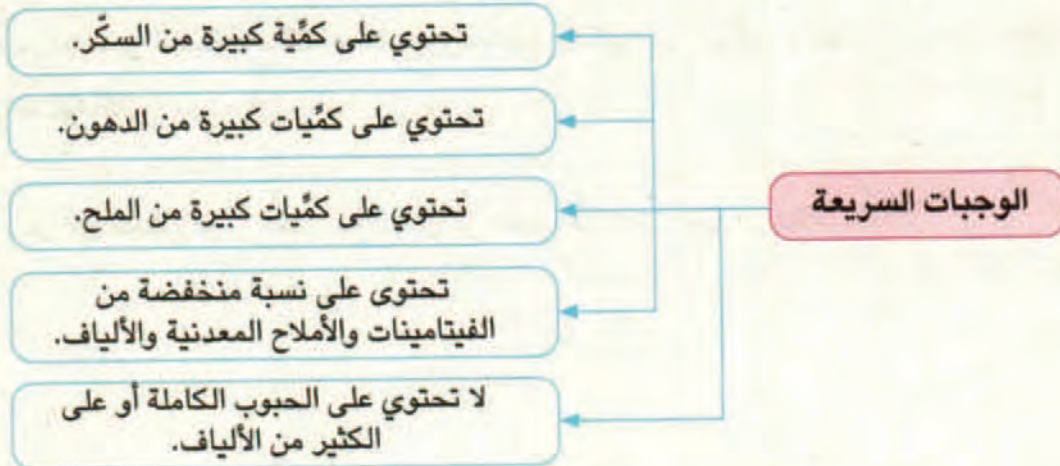 الوجبات السريعة
تحتوي على كمِّية كبيرة من السكّر.
تحتوي على كمِّيات كبيرة من الدهون.
تحتوي على كمِّيات كبيرة من الملح.
تحتوى على نسبة منخفضة من
الفيتامينات والأملاح المعدنية والألياف.
لا تحتوي على الحبوب الكاملة أو على
الكثير من الألياف.